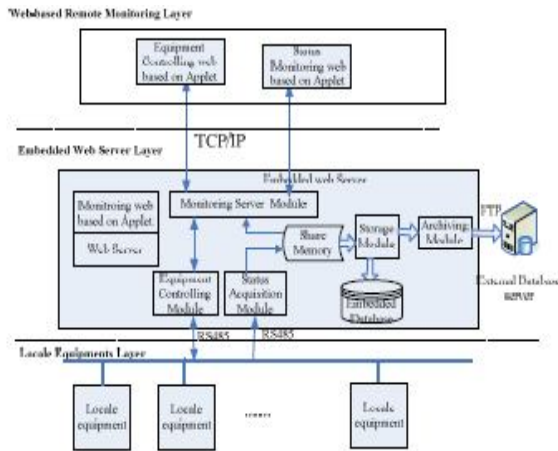 Web-based Remote Monitoring Layer
Equipment
Controlling web
based on Applet
Status
Monitoring web
based on Applet
TCP/IP
Embedded Web Server Layer
Embedded web Server
Monitroing web
based on Applet
Web Server
Monitoring Server Module
Share
Memory
Storage
Module
Archiving
Module
FTP
External Database
server
Equipment
Controlling
Module
Status
Acquisition
Module
Embedded
Database
RS485
RS485
Locale Equipments Layer
Locale
equipment
Locale
equipment
......
Locale
equipment